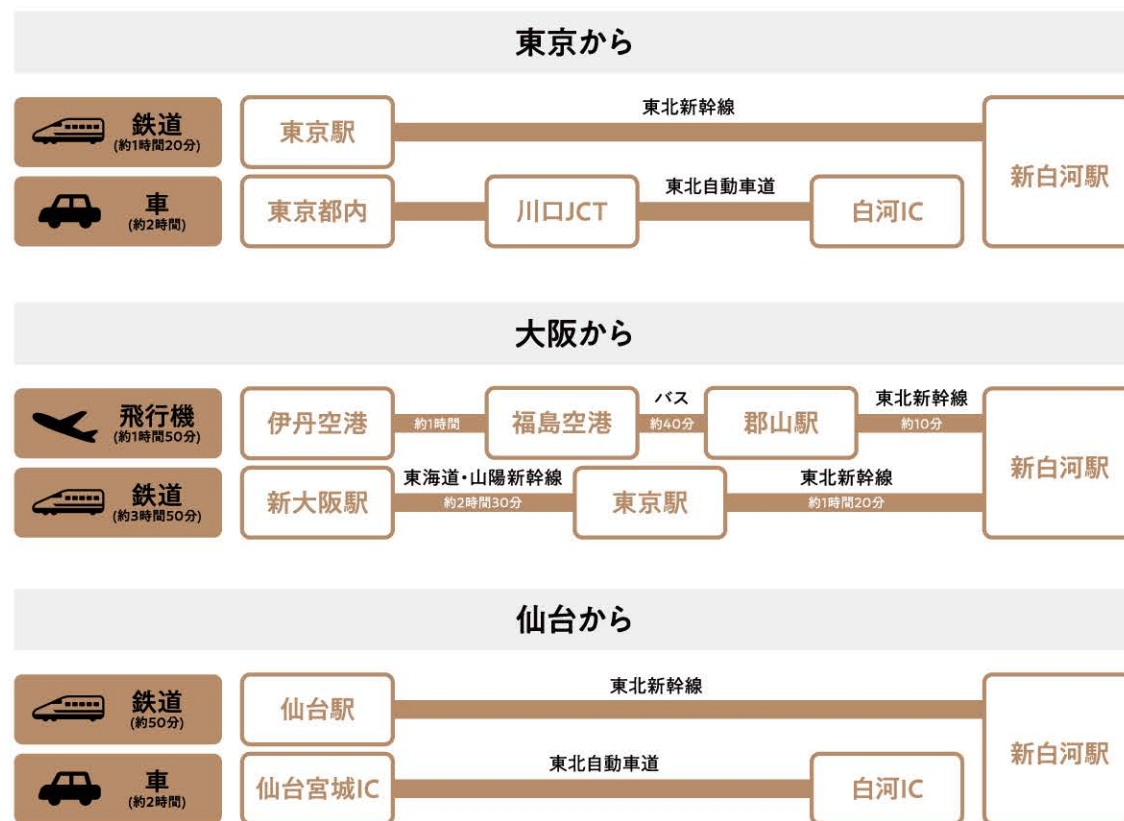 東京から
鉄道
(約1時間20分)
東京駅
東北新幹線
新白河駅
車
(約2時間)
東京都内
川口JCT
東北自動車道
白河IC
大阪から
飛行機
(約1時間50分)
伊丹空港
約1時間
福島空港
バス
約40分
郡山駅
東北新幹線
約10分
新白河駅
鉄道
(約3時間50分)
新大阪駅
東海道・山陽新幹線
約2時間30分
東京駅
東北新幹線
約1時間20分
仙台から
鉄道
(約50分)
仙台駅
東北新幹線
新白河駅
車
(約2時間)
仙台宮城IC
東北自動車道
白河IC